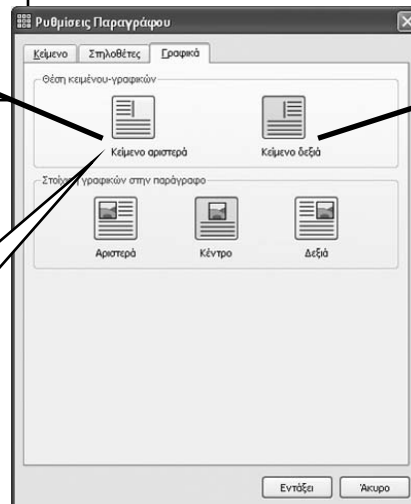 Ρυθμίσεις Παραγράφου
Κείμενο Στηλοθέτες Γραφικά
Θέση κειμένου-γραφικών
Κείμενο αριστερά Κείμενο δεξιά
Στοίχιση γραφικών στην παράγραφο
Αριστερά Κέντρο Δεξιά
Εντάξει Άκυρο